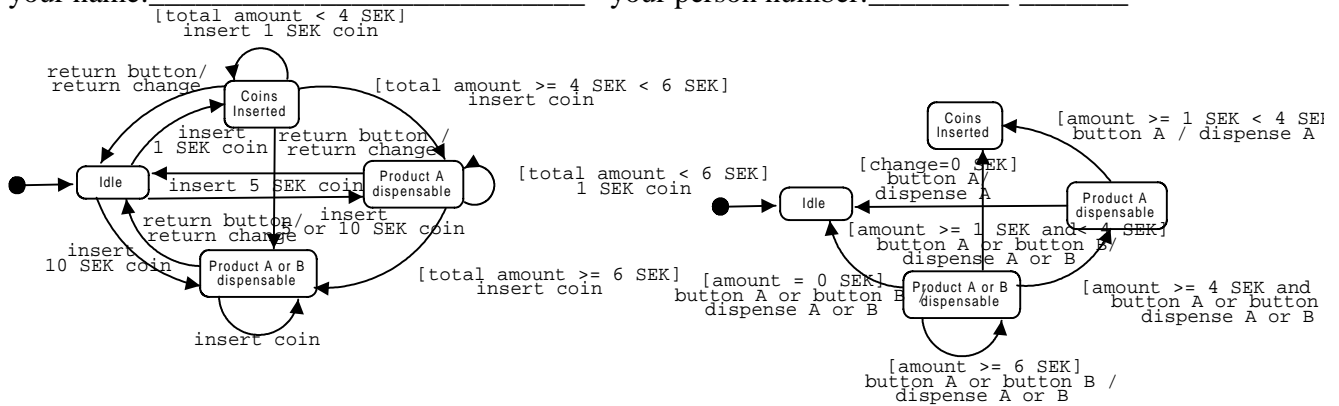 your name:______________________________ your person number:__________ ________
[total amount < 4 SEK]
insert 1 SEK coin
return button/
return change
[total amount >= 4 SEK < 6 SEK]
insert coin
Coins
Inserted
insert
1 SEK coin
return button /
return change
Idle
insert 5 SEK coin
Product A
dispensable
[total amount < 6 SEK]
1 SEK coin
insert
5 or 10 SEK coin
return button/
return change
insert
10 SEK coin
Product A or B
dispensable
[total amount >= 6 SEK]
insert coin
insert coin
Coins
Inserted
[amount >= 1 SEK < 4 SEK
button A / dispense A
[change=0 SEK]
button A/
dispense A
Idle
Product A
dispensable
[amount >= 1 SEK and< 4 SEK]
button A or button B/
dispense A or B
[amount = 0 SEK]
button A or button B /
dispense A or B
Product A or B
dispensable
[amount >= 4 SEK and
button A or button
dispense A or B
[amount >= 6 SEK]
button A or button B /
dispense A or B